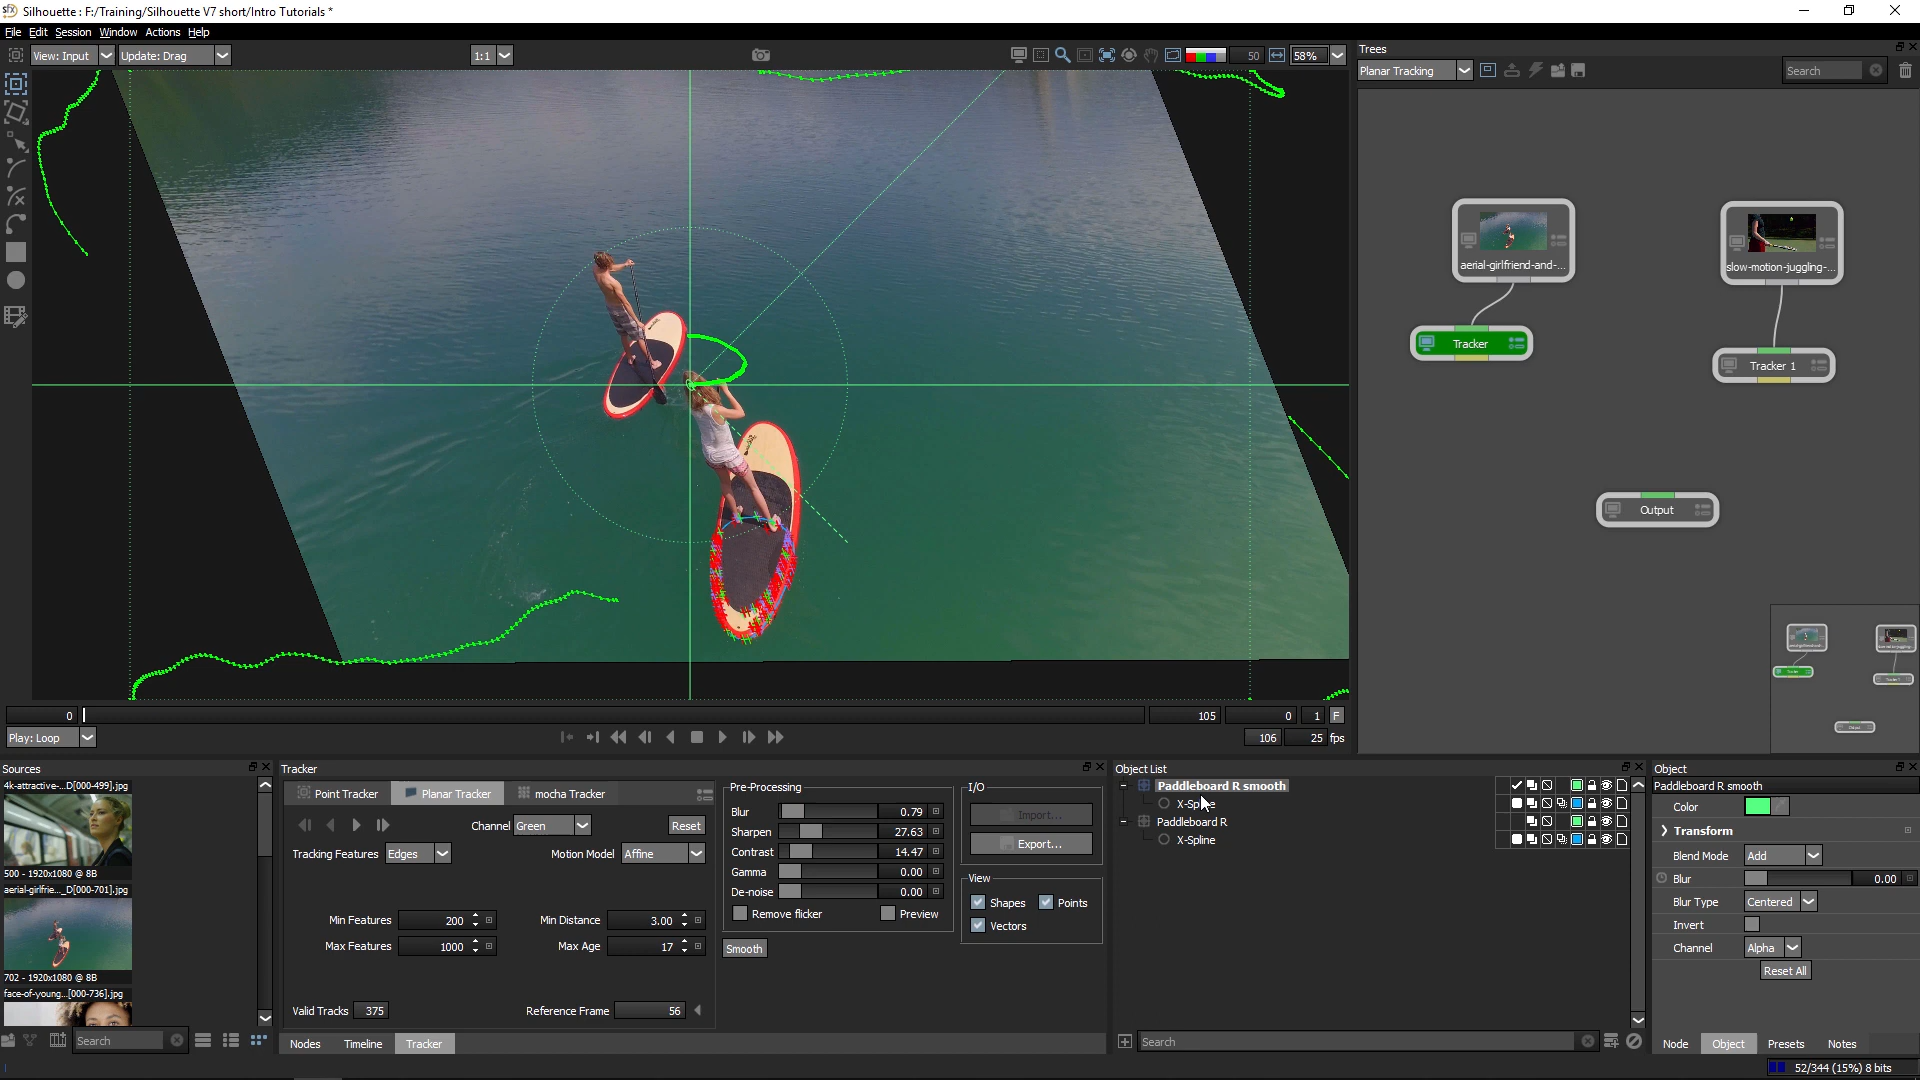 Silhouette : F:/Training/Silhouette V7 short/Intro Tutorials *
File Edit Session Window Actions Help
View: Input Update: Drag 1:1 50 58%
Trees
Planar Tracking Search
aerial-girlfriend-and-...
slow-motion-juggling-...
Tracker
Tracker 1
Output
0 105 0 1 F
Play: Loop 106 25 fps
Sources
4k-attractive-...D[000-499].jpg
500 - 1920x1080 @ 8B
aerial-girlfrie..._D[000-701].jpg
702 - 1920x1080 @ 8B
face-of-young...[000-736].jpg
Search
Tracker
Point Tracker Planar Tracker mocha Tracker
Channel Green Reset
Tracking Features Edges Motion Model Affine
Min Features 200 Min Distance 3.00
Max Features 1000 Max Age 17
Valid Tracks 375 Reference Frame 56
Pre-Processing
Blur 0.79
Sharpen 27.63
Contrast 14.47
Gamma 0.00
De-noise 0.00
Remove flicker Preview
Smooth
I/O
Import...
Export...
View
Shapes Points
Vectors
Nodes Timeline Tracker
Object List
Paddleboard R smooth
X-Spline
Paddleboard R
X-Spline
Search
Object
Paddleboard R smooth
Color
Transform
Blend Mode Add
Blur 0.00
Blur Type Centered
Invert
Channel Alpha
Reset All
Node Object Presets Notes
52/344 (15%) 8 bits